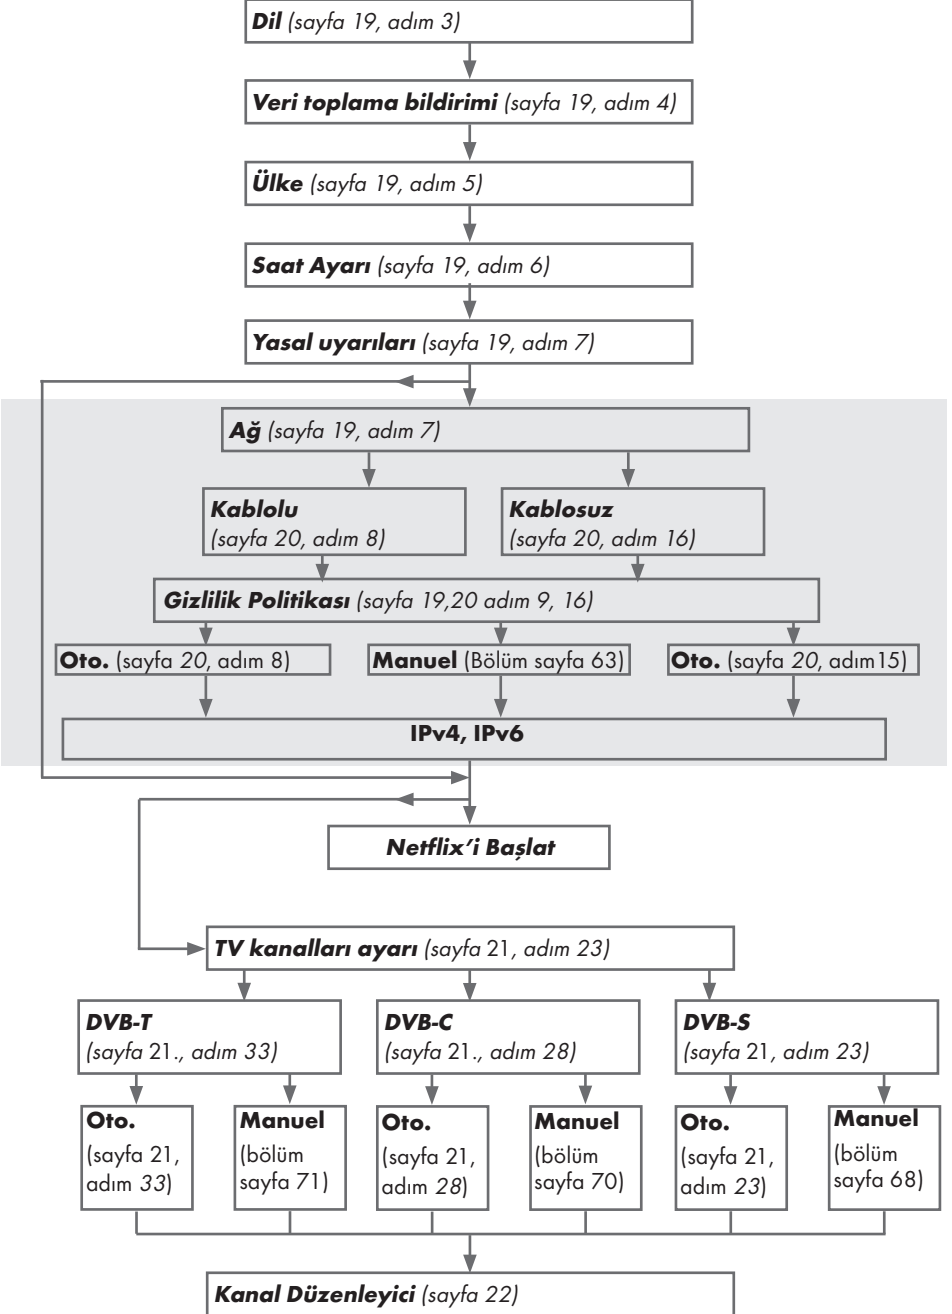 Dil (sayfa 19, adım 3)
Veri toplama bildirimi (sayfa 19, adım 4)
Ülke (sayfa 19, adım 5)
Saat Ayarı (sayfa 19, adım 6)
Yasal uyarıları (sayfa 19, adım 7)
Ağ (sayfa 19, adım 7)
Kablolu
(sayfa 20, adım 8)
Kablosuz
(sayfa 20, adım 16)
Gizlilik Politikası (sayfa 19,20 adım 9, 16)
Oto. (sayfa 20, adım 8)
Manuel (Bölüm sayfa 63)
Oto. (sayfa 20, adım15)
IPv4, IPv6
Netflix’i Başlat
TV kanalları ayarı (sayfa 21, adım 23)
DVB-T
(sayfa 21., adım 33)
DVB-C
(sayfa 21., adım 28)
DVB-S
(sayfa 21, adım 23)
Oto.
(sayfa 21,
adım 33)
Manuel
(bölüm
sayfa 71)
Oto.
(sayfa 21,
adım 28)
Manuel
(bölüm
sayfa 70)
Oto.
(sayfa 21,
adım 23)
Manuel
(bölüm
sayfa 68)
Kanal Düzenleyici (sayfa 22)